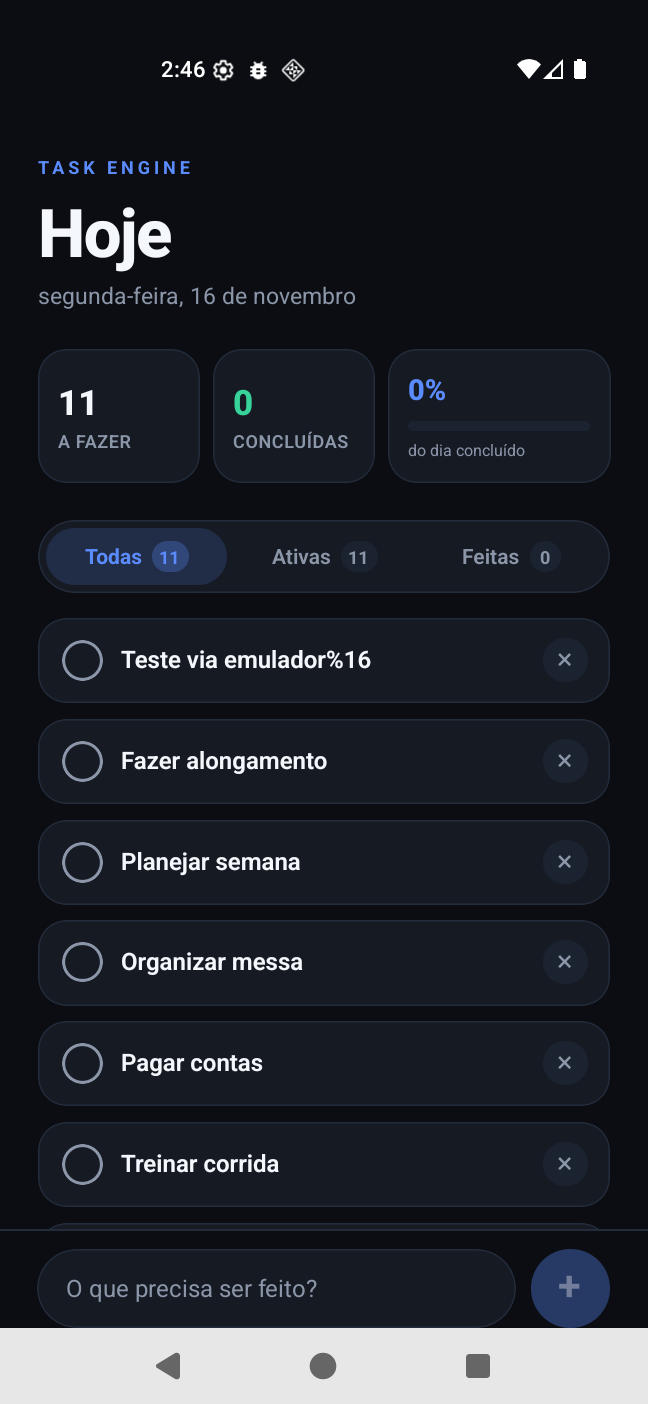 2:46
TASK ENGINE
Hoje
segunda-feira, 16 de novembro
11
A FAZER
0
CONCLUÍDAS
0%
do dia concluído
Todas 11
Ativas 11
Feitas 0
Teste via emulador%16
Fazer alongamento
Planejar semana
Organizar messa
Pagar contas
Treinar corrida
O que precisa ser feito?